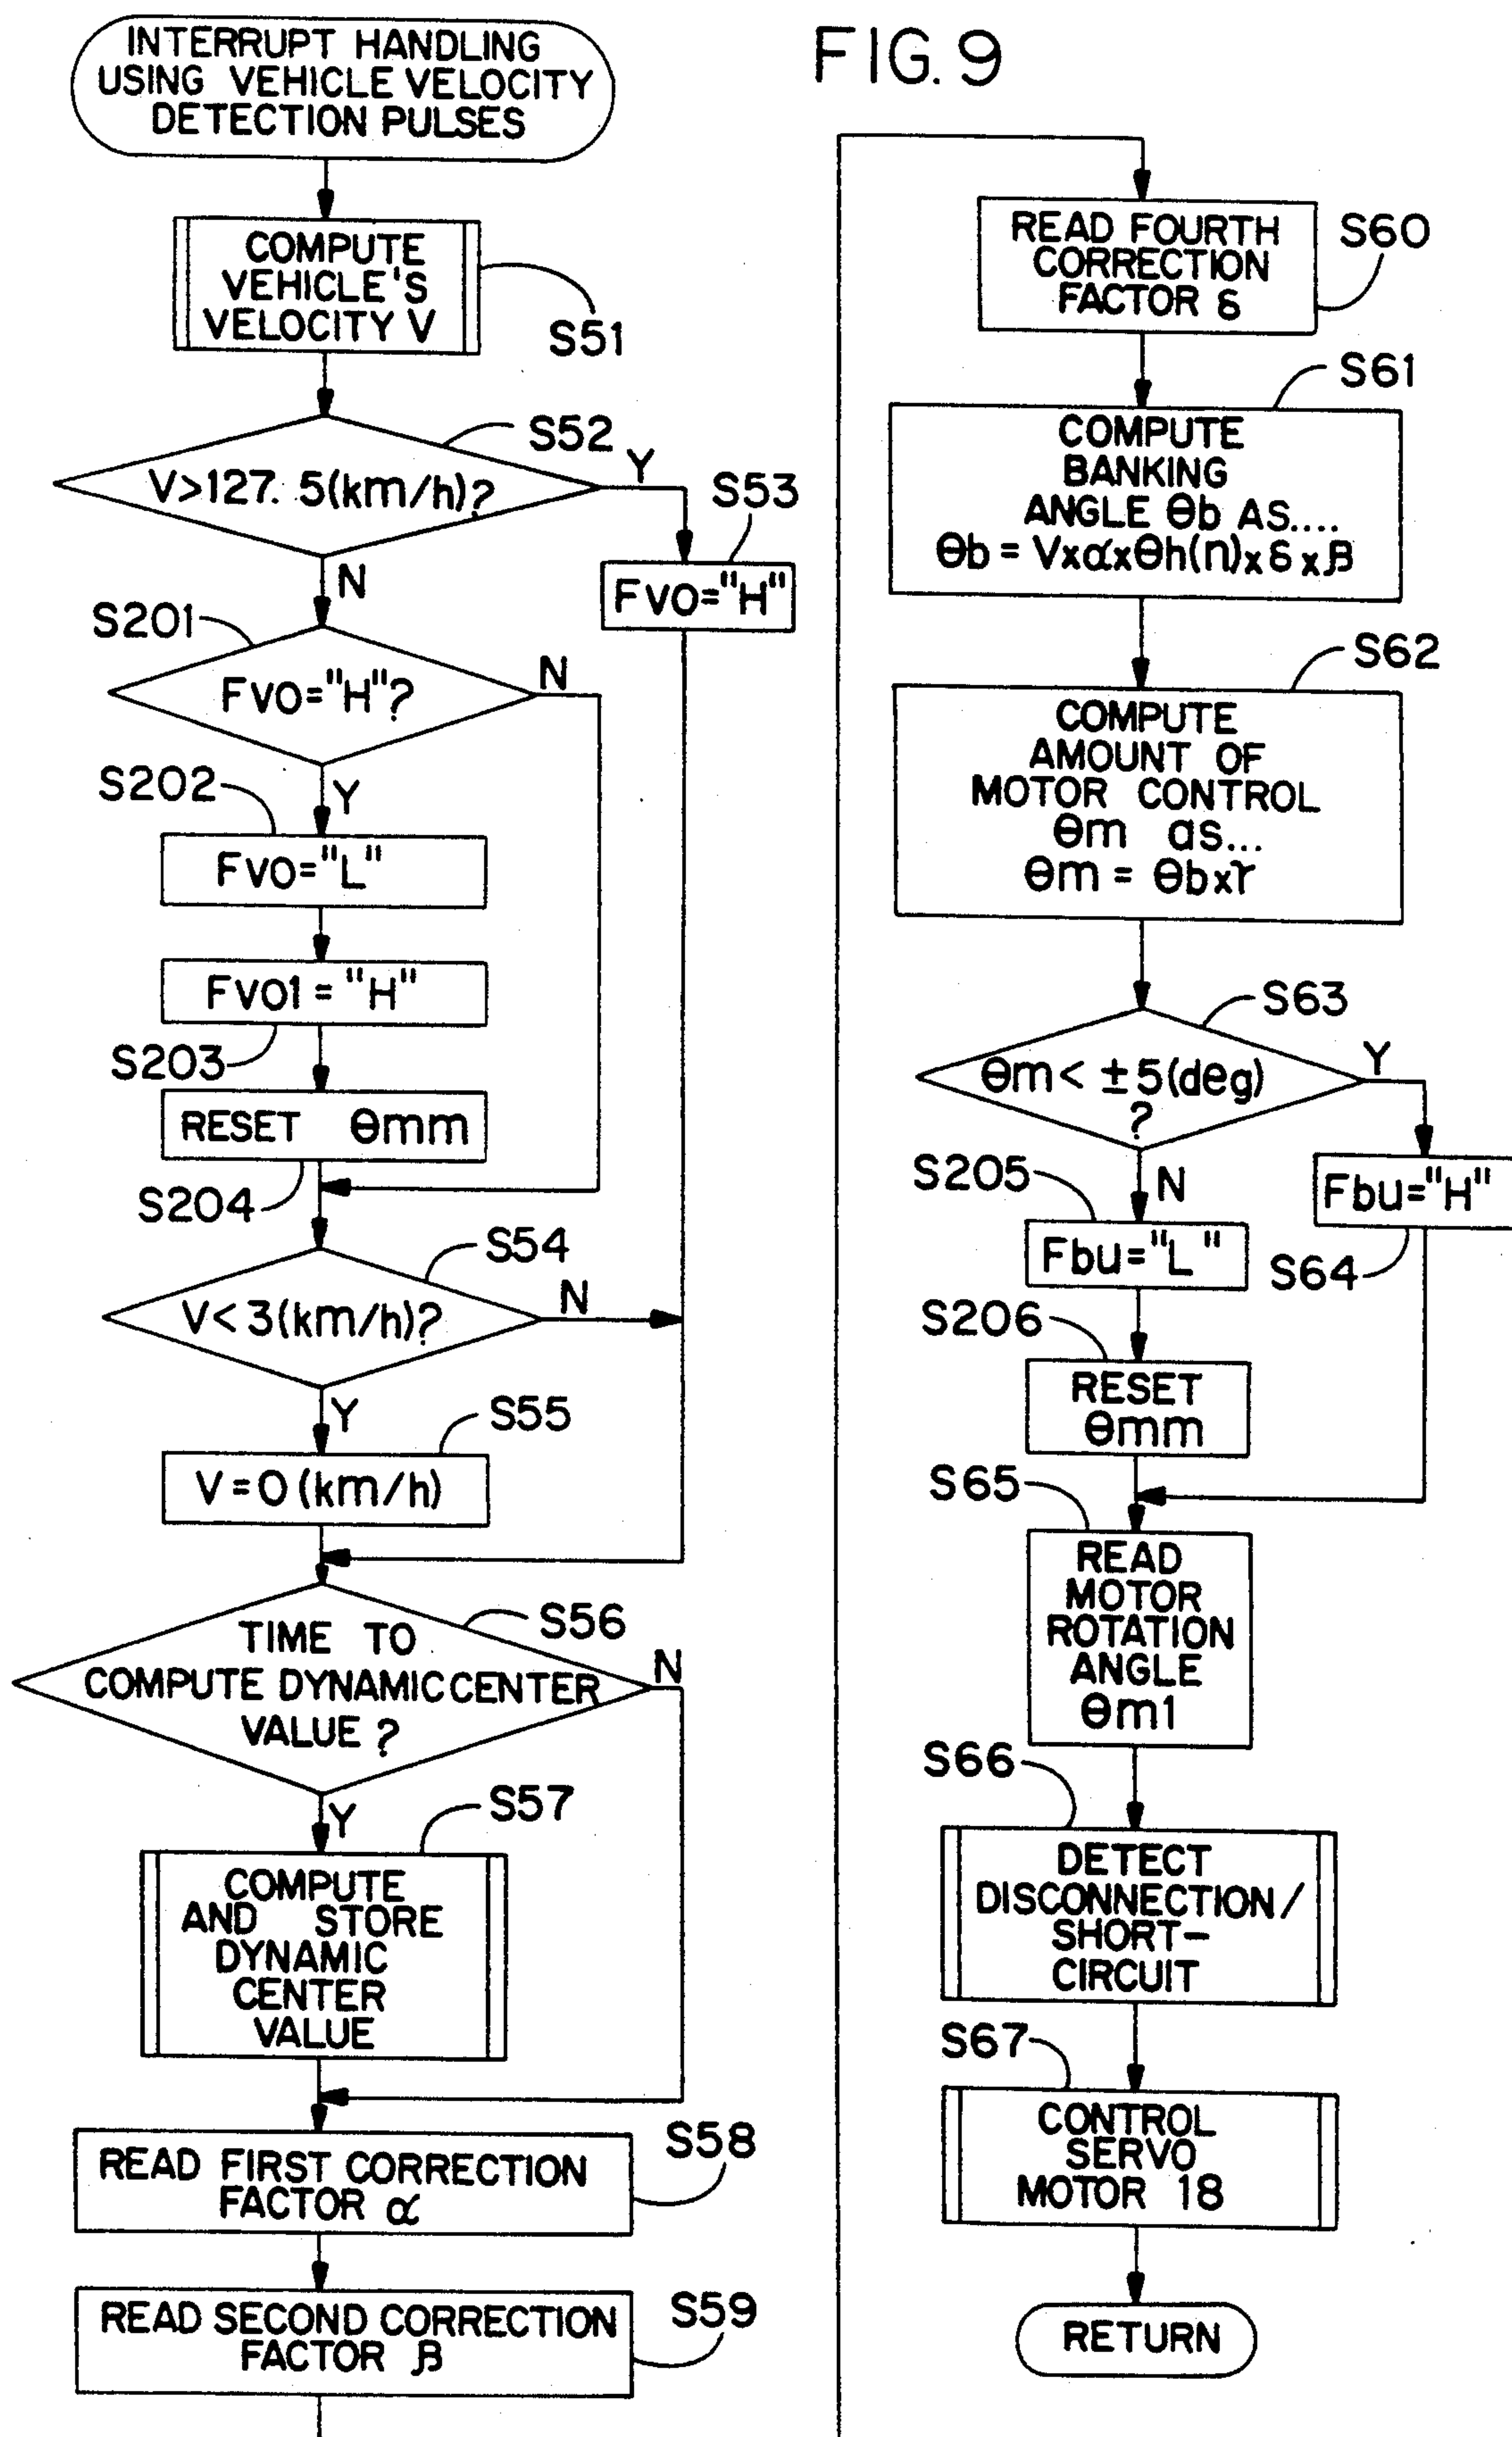 FIG. 9
INTERRUPT HANDLING
USING VEHICLE VELOCITY
DETECTION PULSES
COMPUTE
VEHICLE'S
VELOCITY V
S51
V>127. 5(km/h)?
S52
Y
N
S53
Fvo="H"
S201
Fvo="H"?
N
Y
S202
Fvo="L"
Fvo1="H"
S203
RESET θmm
S204
S54
V<3(km/h)?
N
Y
S55
V=0(km/h)
S56
TIME TO
COMPUTE DYNAMIC CENTER
VALUE?
N
Y
S57
COMPUTE
AND STORE
DYNAMIC
CENTER
VALUE
READ FIRST CORRECTION
FACTOR α
S58
READ SECOND CORRECTION
FACTOR β
S59
READ FOURTH
CORRECTION
FACTOR δ
S60
S61
COMPUTE
BANKING
ANGLE θb AS....
θb = V×α×θh(n)×δ×β
S62
COMPUTE
AMOUNT OF
MOTOR CONTROL
θm as...
θm = θb×γ
S63
θm< ±5(deg)
?
Y
N
S205
Fbu="L"
Fbu="H"
S64
S206
RESET
θmm
S65
READ
MOTOR
ROTATION
ANGLE
θm1
S66
DETECT
DISCONNECTION/
SHORT-
CIRCUIT
S67
CONTROL
SERVO
MOTOR 18
RETURN